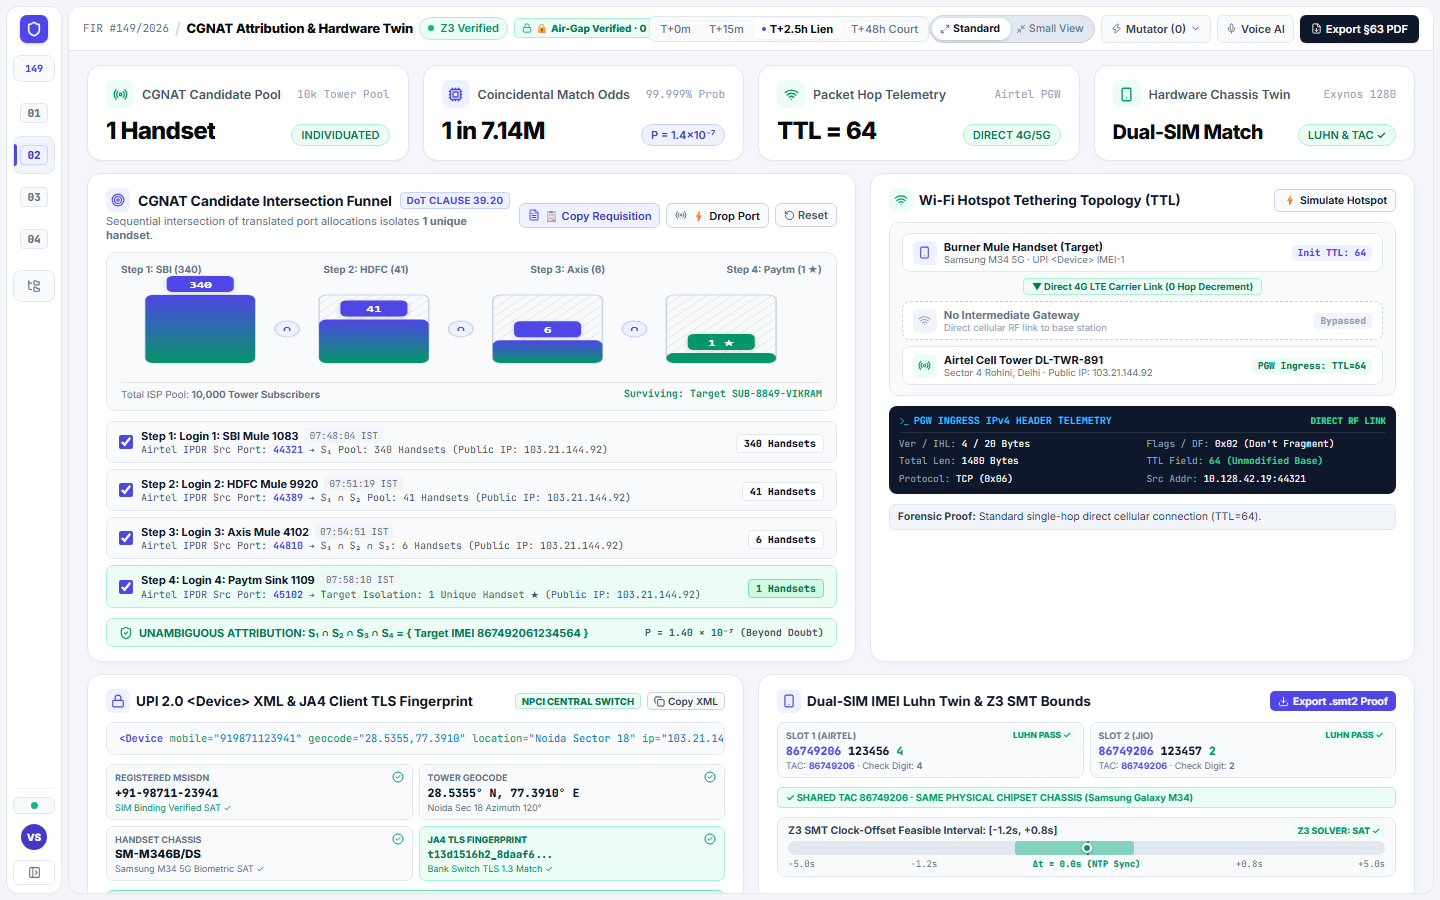 FIR #149/2026 / CGNAT Attribution & Hardware Twin
Z3 Verified
Air-Gap Verified · 0
T+0m
T+15m
T+2.5h Lien
T+48h Court
Standard
Small View
Mutator (0)
Voice AI
Export §63 PDF
149
01
02
03
04
VS
CGNAT Candidate Pool
10k Tower Pool
1 Handset
INDIVIDUATED
Coincidental Match Odds
99.999% Prob
1 in 7.14M
P = 1.4×10⁻⁷
Packet Hop Telemetry
Airtel PGW
TTL = 64
DIRECT 4G/5G
Hardware Chassis Twin
Exynos 1280
Dual-SIM Match
LUHN & TAC ✓
CGNAT Candidate Intersection Funnel
DoT CLAUSE 39.20
Sequential intersection of translated port allocations isolates 1 unique
handset.
Copy Requisition
Drop Port
Reset
Step 1: SBI (340)
Step 2: HDFC (41)
Step 3: Axis (6)
Step 4: Paytm (1 ★)
340
∩
41
∩
6
∩
1 ★
Total ISP Pool: 10,000 Tower Subscribers
Surviving: Target SUB-8849-VIKRAM
Step 1: Login 1: SBI Mule 1083 07:48:04 IST
Airtel IPDR Src Port: 44321 → S₁ Pool: 340 Handsets (Public IP: 103.21.144.92)
340 Handsets
Step 2: Login 2: HDFC Mule 9920 07:51:19 IST
Airtel IPDR Src Port: 44389 → S₁ ∩ S₂ Pool: 41 Handsets (Public IP: 103.21.144.92)
41 Handsets
Step 3: Login 3: Axis Mule 4102 07:54:51 IST
Airtel IPDR Src Port: 44810 → S₁ ∩ S₂ ∩ S₃: 6 Handsets (Public IP: 103.21.144.92)
6 Handsets
Step 4: Login 4: Paytm Sink 1109 07:58:10 IST
Airtel IPDR Src Port: 45102 → Target Isolation: 1 Unique Handset ★ (Public IP: 103.21.144.92)
1 Handsets
UNAMBIGUOUS ATTRIBUTION: S₁ ∩ S₂ ∩ S₃ ∩ S₄ = { Target IMEI 867492061234564 }
P = 1.40 × 10⁻⁷ (Beyond Doubt)
Wi-Fi Hotspot Tethering Topology (TTL)
Simulate Hotspot
Burner Mule Handset (Target)
Samsung M34 5G · UPI <Device> IMEI-1
Init TTL: 64
▼ Direct 4G LTE Carrier Link (0 Hop Decrement)
No Intermediate Gateway
Direct cellular RF link to base station
Bypassed
Airtel Cell Tower DL-TWR-891
Sector 4 Rohini, Delhi · Public IP: 103.21.144.92
PGW Ingress: TTL=64
PGW INGRESS IPv4 HEADER TELEMETRY
DIRECT RF LINK
Ver / IHL: 4 / 20 Bytes
Flags / DF: 0x02 (Don't Fragment)
Total Len: 1480 Bytes
TTL Field: 64 (Unmodified Base)
Protocol: TCP (0x06)
Src Addr: 10.128.42.19:44321
Forensic Proof: Standard single-hop direct cellular connection (TTL=64).
UPI 2.0 <Device> XML & JA4 Client TLS Fingerprint
NPCI CENTRAL SWITCH
Copy XML
<Device mobile="919871123941" geocode="28.5355,77.3910" location="Noida Sector 18" ip="103.21.14
REGISTERED MSISDN
+91-98711-23941
SIM Binding Verified SAT ✓
TOWER GEOCODE
28.5355° N, 77.3910° E
Noida Sec 18 Azimuth 120°
HANDSET CHASSIS
SM-M346B/DS
Samsung M34 5G Biometric SAT ✓
JA4 TLS FINGERPRINT
t13d1516h2_8daaf6...
Bank Switch TLS 1.3 Match ✓
Dual-SIM IMEI Luhn Twin & Z3 SMT Bounds
Export .smt2 Proof
SLOT 1 (AIRTEL)
LUHN PASS ✓
86749206 123456 4
TAC: 86749206 · Check Digit: 4
SLOT 2 (JIO)
LUHN PASS ✓
86749206 123457 2
TAC: 86749206 · Check Digit: 2
✓ SHARED TAC 86749206 · SAME PHYSICAL CHIPSET CHASSIS (Samsung Galaxy M34)
Z3 SMT Clock-Offset Feasible Interval: [-1.2s, +0.8s]
Z3 SOLVER: SAT ✓
-5.0s
-1.2s
Δt = 0.0s (NTP Sync)
+0.8s
+5.0s